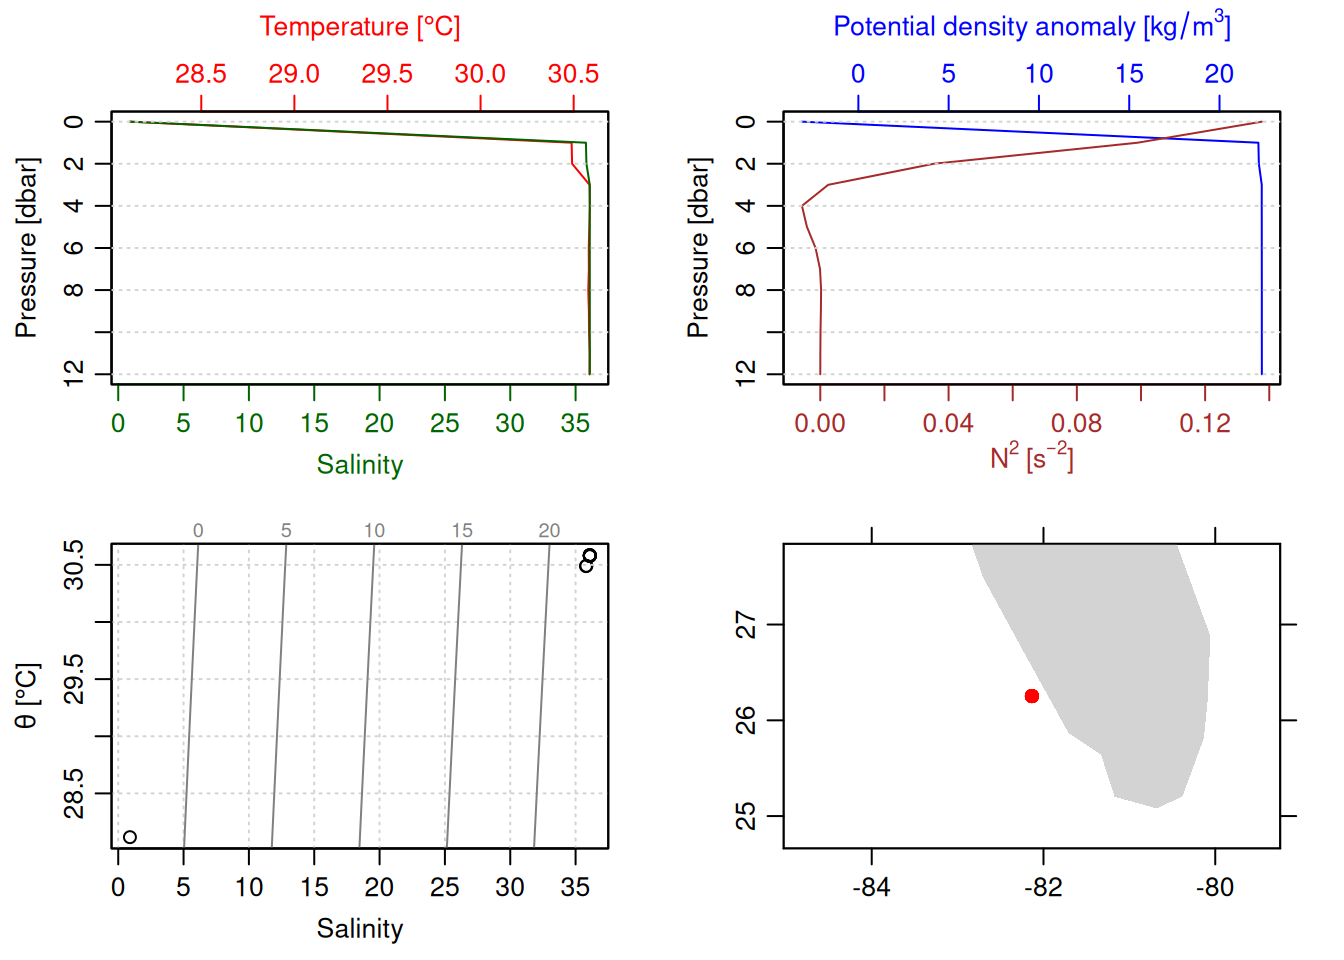 Temperature [°C]
28.5 29.0 29.5 30.0 30.5
Pressure [dbar]
0
2
4
6
8
12
0 5 10 15 20 25 30 35
Salinity
Potential density anomaly [kg/m³]
0 5 10 15 20
Pressure [dbar]
0
2
4
6
8
12
0.00 0.04 0.08 0.12
N² [s⁻²]
0 5 10 15 20
θ [°C]
30.5
29.5
28.5
0 5 10 15 20 25 30 35
Salinity
27
26
25
-84 -82 -80